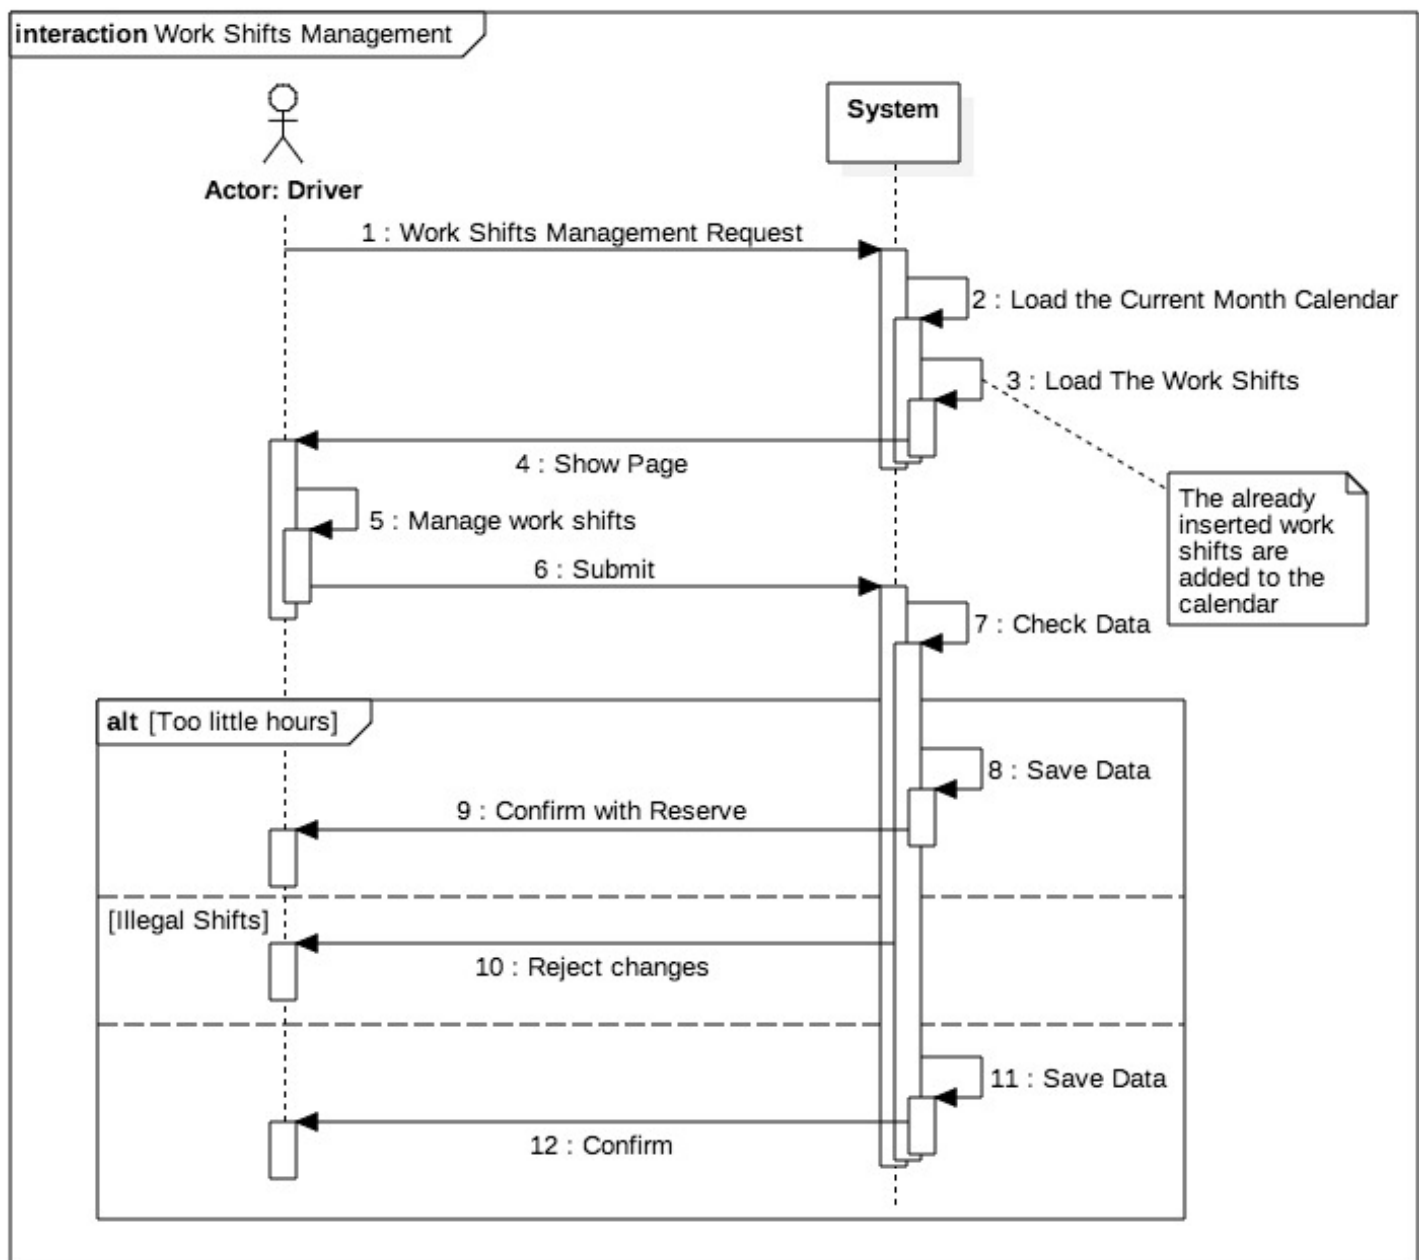 interaction Work Shifts Management
System
Actor: Driver
1 : Work Shifts Management Request
2 : Load the Current Month Calendar
3 : Load The Work Shifts
4 : Show Page
The already
inserted work
shifts are
added to the
calendar
5 : Manage work shifts
6 : Submit
7 : Check Data
alt [Too little hours]
8 : Save Data
9 : Confirm with Reserve
[Illegal Shifts]
10 : Reject changes
11 : Save Data
12 : Confirm